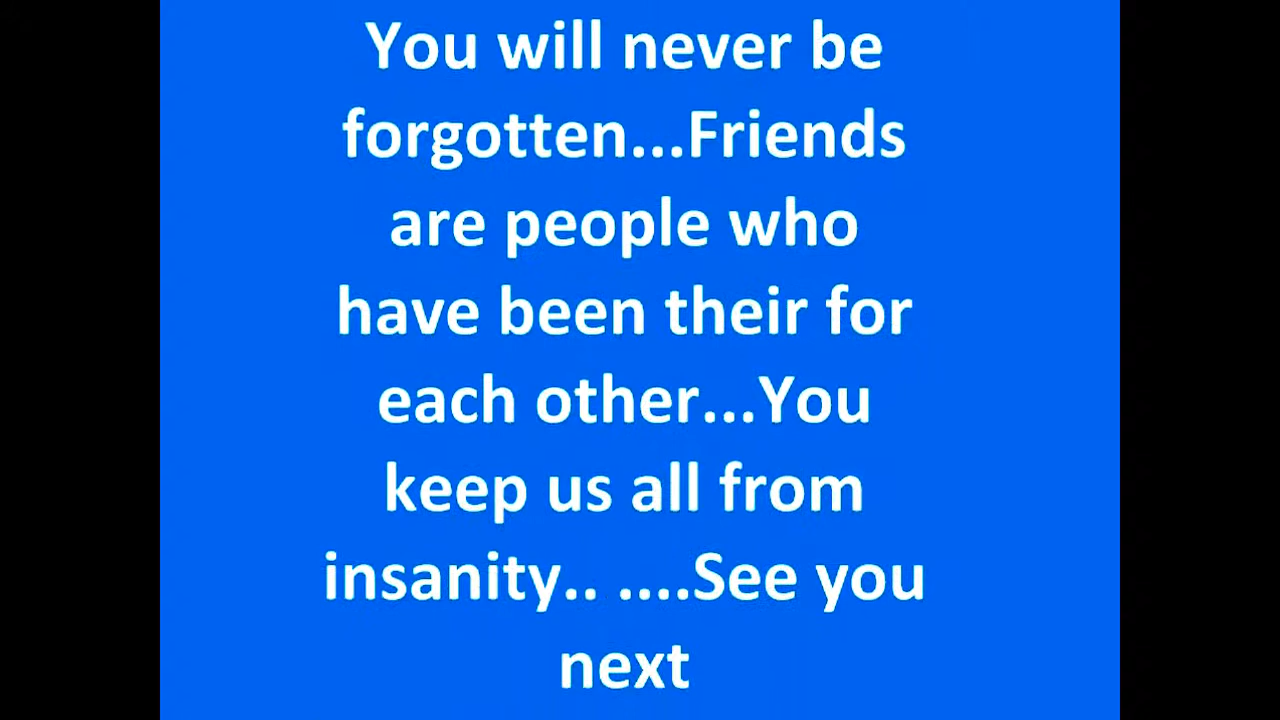 You will never be
forgotten...Friends
are people who
have been their for
each other...You
keep us all from
insanity.. ....See you
next